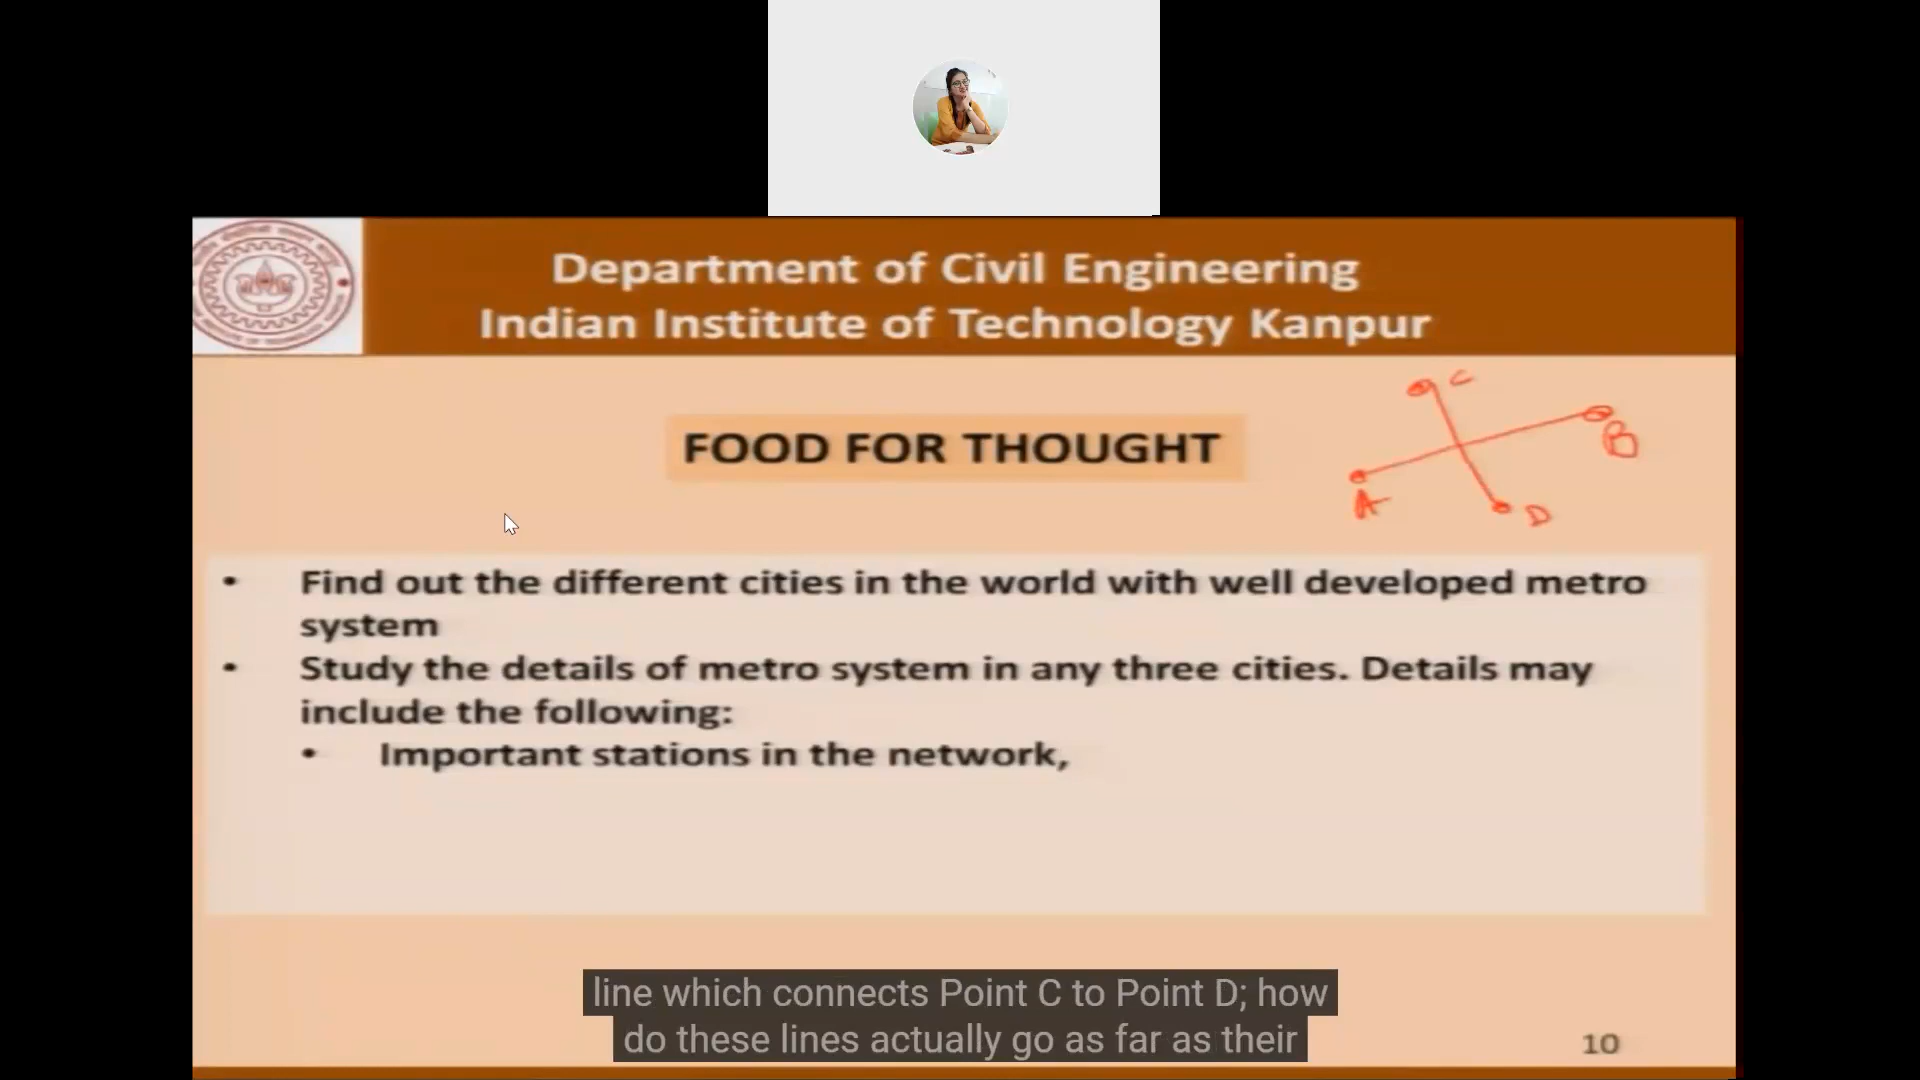 Department of Civil Engineering
Indian Institute of Technology Kanpur
C
FOOD FOR THOUGHT
B
A
D
• Find out the different cities in the world with well developed metro
system
• Study the details of metro system in any three cities. Details may
include the following:
• Important stations in the network,
line which connects Point C to Point D; how
do these lines actually go as far as their
10